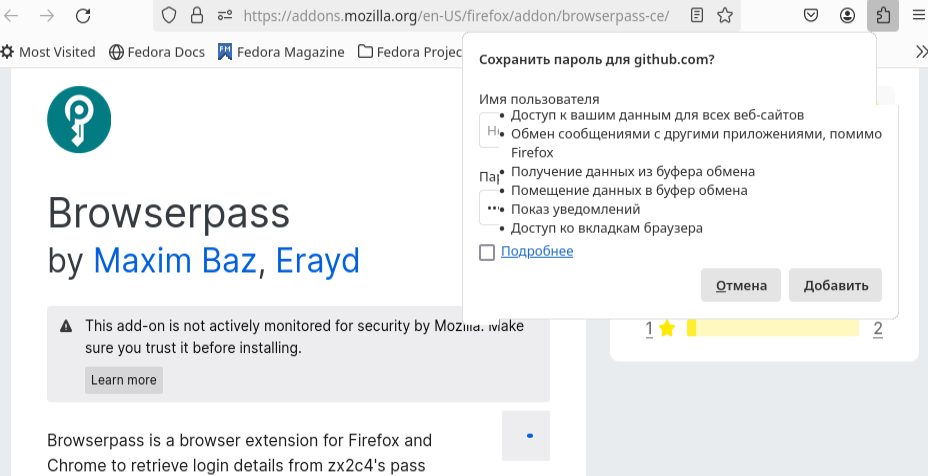 https://addons.mozilla.org/en-US/firefox/addon/browserpass-ce/
Most Visited
Fedora Docs
Fedora Magazine
Fedora Projec
Сохранить пароль для github.com?
Имя пользователя
• Доступ к вашим данным для всех веб-сайтов
• Обмен сообщениями с другими приложениями, помимо
Firefox
• Получение данных из буфера обмена
• Помещение данных в буфер обмена
• Показ уведомлений
• Доступ ко вкладкам браузера
Подробнее
Отмена
Добавить
Browserpass
by Maxim Baz, Erayd
This add-on is not actively monitored for security by Mozilla. Make
sure you trust it before installing.
Learn more
1
2
Browserpass is a browser extension for Firefox and
Chrome to retrieve login details from zx2c4's pass